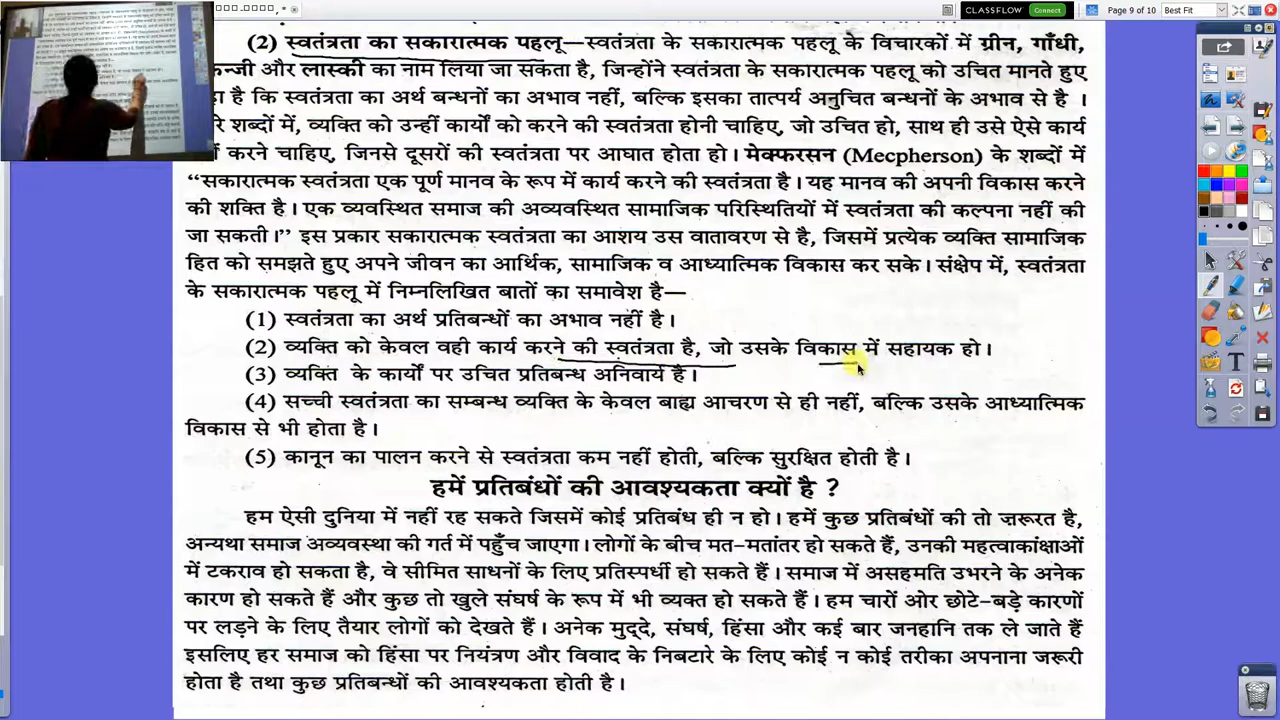 CLASSFLOW Connect Page 9 of 10 Best Fit
(2) स्वतंत्रता का सकारात्मक पहलू—स्वतंत्रता के सकारात्मक पहलू के विचारकों में ग्रीन, गाँधी,
और लास्की का नाम लिया जा सकता है, जिन्होंने स्वतंत्रता के सकारात्मक पहलू को उचित मानते हुए
है कि स्वतंत्रता का अर्थ बन्धनों का अभाव नहीं, बल्कि इसका तात्पर्य अनुचित बन्धनों के अभाव से है ।
शब्दों में, व्यक्ति को उन्हीं कार्यों को करने की स्वतंत्रता होनी चाहिए, जो उचित हो, साथ ही उसे ऐसे कार्य
करने चाहिए, जिनसे दूसरों की स्वतंत्रता पर आघात होता हो। मेक्फरसन (Mecpherson) के शब्दों में
“सकारात्मक स्वतंत्रता एक पूर्ण मानव के रूप में कार्य करने की स्वतंत्रता है। यह मानव की अपनी विकास करने
की शक्ति है। एक व्यवस्थित समाज की अव्यवस्थित सामाजिक परिस्थितियों में स्वतंत्रता की कल्पना नहीं की
जा सकती।” इस प्रकार सकारात्मक स्वतंत्रता का आशय उस वातावरण से है, जिसमें प्रत्येक व्यक्ति सामाजिक
हित को समझते हुए अपने जीवन का आर्थिक, सामाजिक व आध्यात्मिक विकास कर सके। संक्षेप में, स्वतंत्रता
के सकारात्मक पहलू में निम्नलिखित बातों का समावेश है—
(1) स्वतंत्रता का अर्थ प्रतिबन्धों का अभाव नहीं है।
(2) व्यक्ति को केवल वही कार्य करने की स्वतंत्रता है, जो उसके विकास में सहायक हो।
(3) व्यक्ति के कार्यों पर उचित प्रतिबन्ध अनिवार्य है।
(4) सच्ची स्वतंत्रता का सम्बन्ध व्यक्ति के केवल बाह्य आचरण से ही नहीं, बल्कि उसके आध्यात्मिक
विकास से भी होता है।
(5) कानून का पालन करने से स्वतंत्रता कम नहीं होती, बल्कि सुरक्षित होती है।
हमें प्रतिबंधों की आवश्यकता क्यों है ?
हम ऐसी दुनिया में नहीं रह सकते जिसमें कोई प्रतिबंध ही न हो। हमें कुछ प्रतिबंधों की तो ज़रूरत है,
अन्यथा समाज अव्यवस्था की गर्त में पहुँच जाएगा। लोगों के बीच मत-मतांतर हो सकते हैं, उनकी महत्वाकांक्षाओं
में टकराव हो सकता है, वे सीमित साधनों के लिए प्रतिस्पर्धी हो सकते हैं। समाज में असहमति उभरने के अनेक
कारण हो सकते हैं और कुछ तो खुले संघर्ष के रूप में भी व्यक्त हो सकते हैं। हम चारों ओर छोटे-बड़े कारणों
पर लड़ने के लिए तैयार लोगों को देखते हैं। अनेक मुद्दे, संघर्ष, हिंसा और कई बार जनहानि तक ले जाते हैं
इसलिए हर समाज को हिंसा पर नियंत्रण और विवाद के निबटारे के लिए कोई न कोई तरीका अपनाना जरूरी
होता है तथा कुछ प्रतिबन्धों की आवश्यकता होती है।